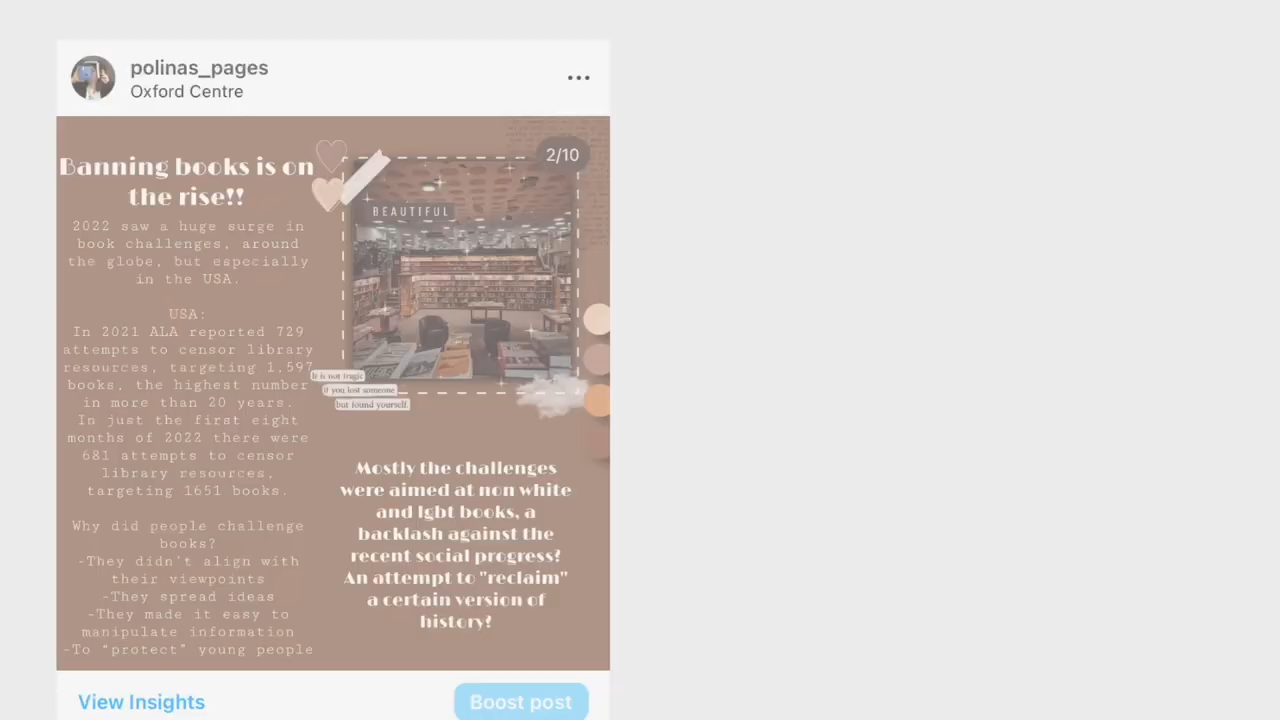 polinas_pages
Oxford Centre
2/10
Banning books is on
the rise!!
2022 saw a huge surge in
book challenges, around
the globe, but especially
in the USA.
USA:
In 2021 ALA reported 729
attempts to censor library
resources, targeting 1,597
books, the highest number
in more than 20 years.
In just the first eight
months of 2022 there were
681 attempts to censor
library resources,
targeting 1651 books.
Why did people challenge
books?
-They didn't align with
their viewpoints
-They spread ideas
-They made it easy to
manipulate information
-To "protect" young people
BEAUTIFUL
It is not tragic
if you lost someone
but found yourself.
Mostly the challenges
were aimed at non white
and lgbt books, a
backlash against the
recent social progress?
An attempt to "reclaim"
a certain version of
history?
View Insights
Boost post